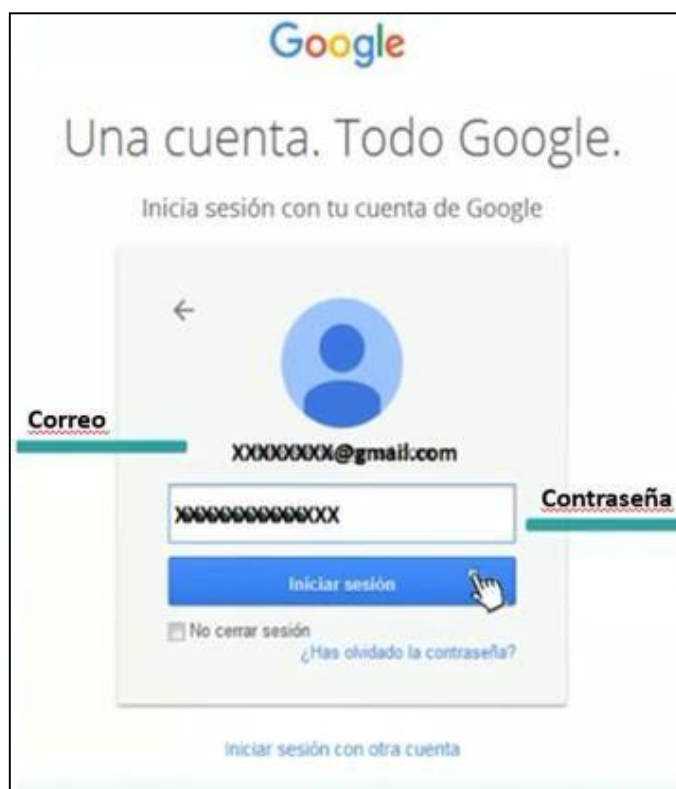 Google
Una cuenta. Todo Google.
Inicia sesión con tu cuenta de Google
Correo
XXXXXXXX@gmail.com
Contraseña
XXXXXXXXXXXXXXX
Iniciar sesión
No cerrar sesión
¿Has olvidado la contraseña?
Iniciar sesión con otra cuenta